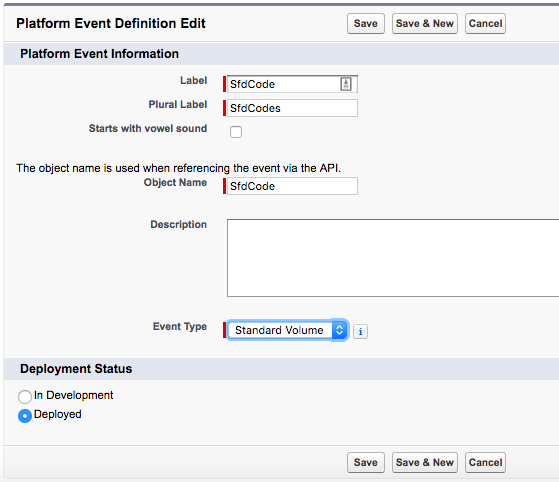 Platform Event Definition Edit
Save
Save & New
Cancel
Platform Event Information
Label
SfdCode
Plural Label
SfdCodes
Starts with vowel sound
The object name is used when referencing the event via the API.
Object Name
SfdCode
Description
Event Type
Standard Volume
i
Deployment Status
In Development
Deployed
Save
Save & New
Cancel